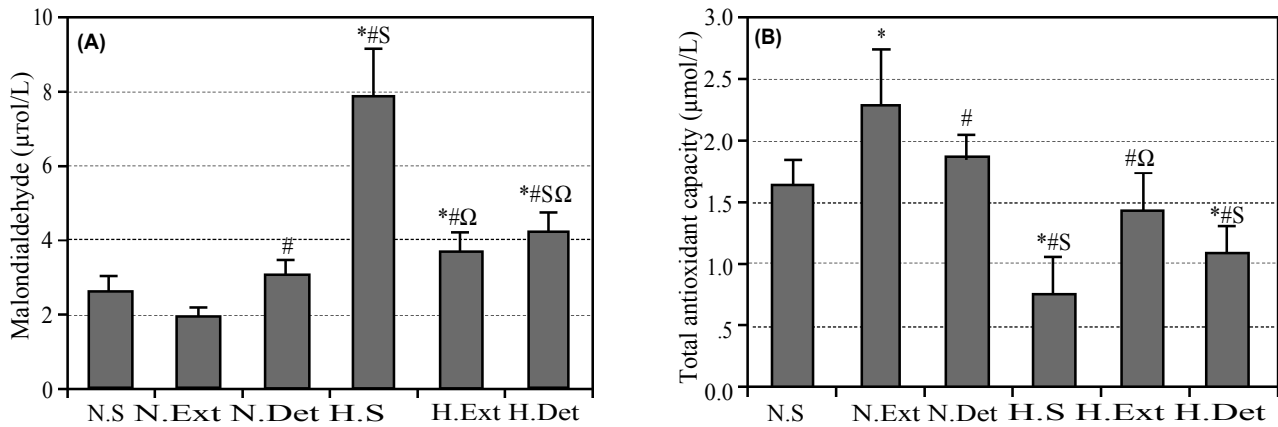 (A)
Malondialdehyde (μτol/L)
10
8
6
4
2
0
*#S
*#Ω
*#SΩ
#
N.S N.Ext N.Det H.S H.Ext H.Det
(B)
Total antioxidant capacity (μmol/L)
3.0
2.5
2.0
1.5
1.0
.5
0.0
*
#
*#S
#Ω
*#S
N.S N.Ext N.Det H.S H.Ext H.Det